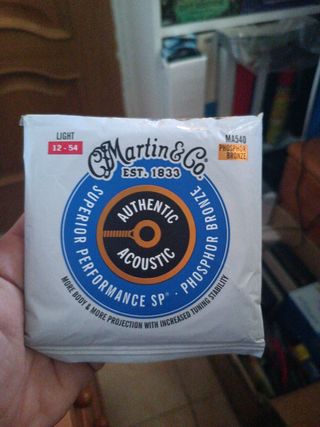 LIGHT
12 - 54
MA540
PHOSPHOR
BRONZE
Martin & Co.
EST. 1833
AUTHENTIC
ACOUSTIC
SUPERIOR PERFORMANCE SP® · PHOSPHOR BRONZE
MORE BODY & MORE PROJECTION WITH INCREASED TUNING STABILITY